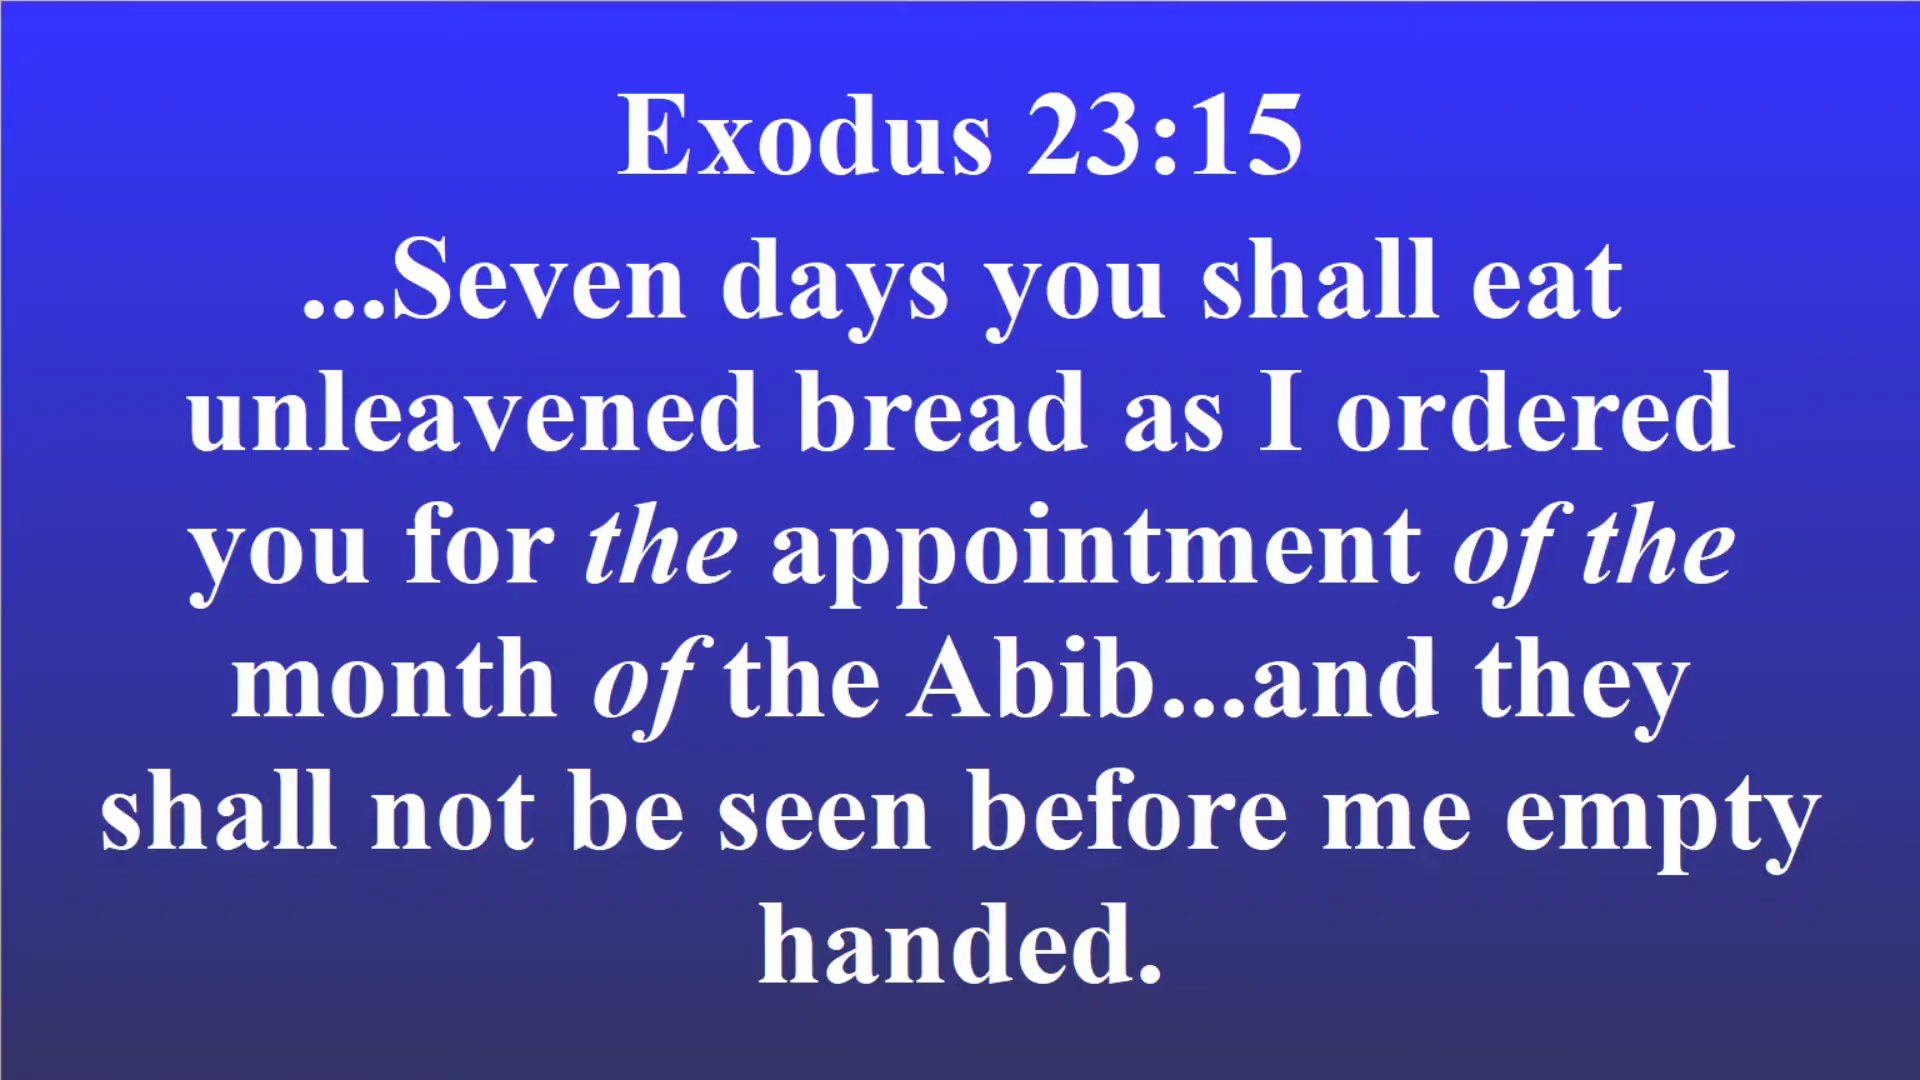 Exodus 23:15
...Seven days you shall eat
unleavened bread as I ordered
you for the appointment of the
month of the Abib...and they
shall not be seen before me empty
handed.